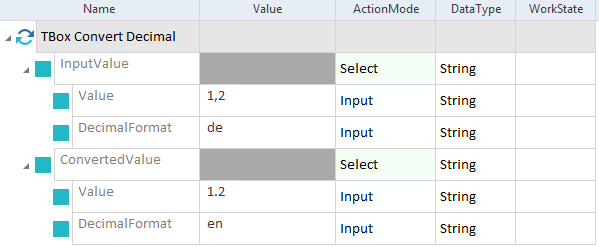 Name Value ActionMode DataType WorkState
TBox Convert Decimal
InputValue Select String
Value 1,2 Input String
DecimalFormat de Input String
ConvertedValue Select String
Value 1.2 Input String
DecimalFormat en Input String